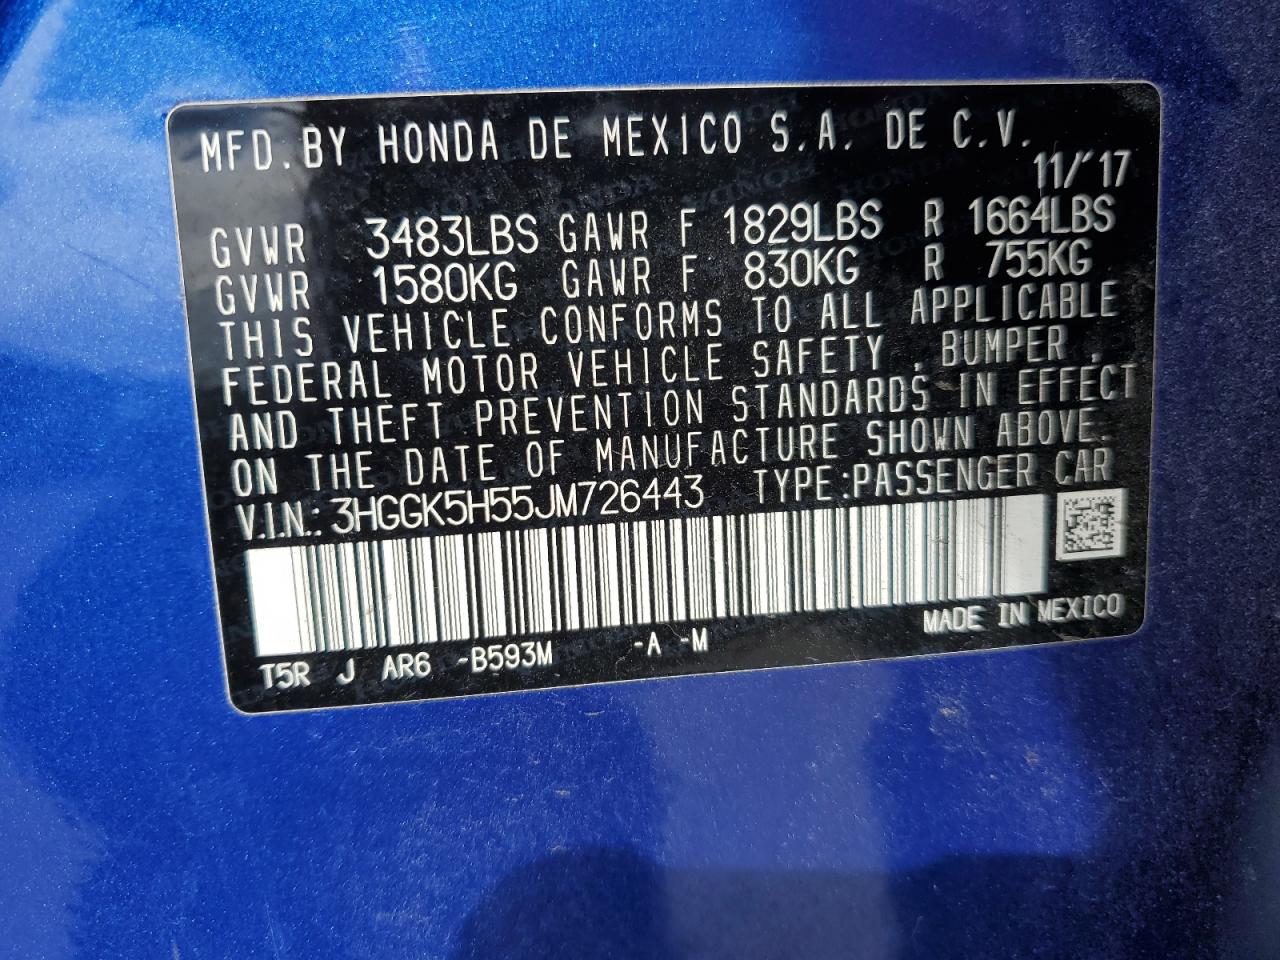 MFD. BY HONDA DE MEXICO S.A. DE C.V.
11/'17
GVWR 3483LBS GAWR F 1829LBS R 1664LBS
GVWR 1580KG GAWR F 830KG R 755KG
THIS VEHICLE CONFORMS TO ALL APPLICABLE
FEDERAL MOTOR VEHICLE SAFETY , BUMPER ,
AND THEFT PREVENTION STANDARDS IN EFFECT
ON THE DATE OF MANUFACTURE SHOWN ABOVE.
V.I.N.: 3HGGK5H55JM726443 TYPE:PASSENGER CAR
MADE IN MEXICO
T5R J AR6 -B593M -A -M